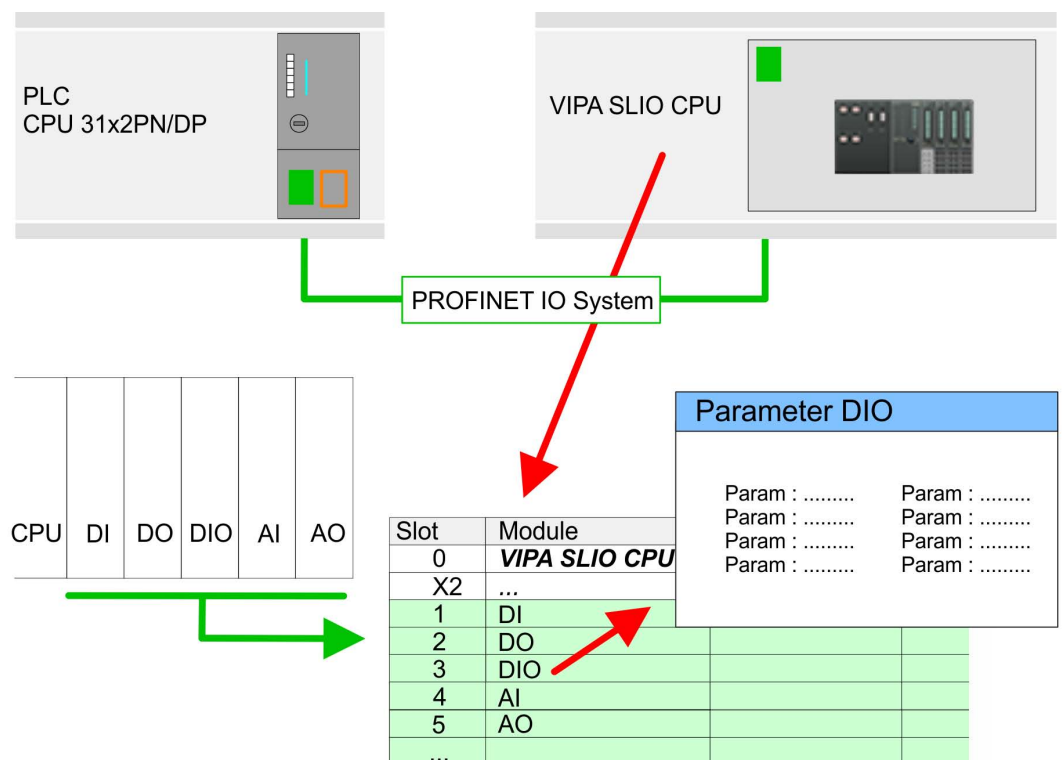 PLC
CPU 31x2PN/DP
VIPA SLIO CPU
PROFINET IO System
CPU DI DO DIO AI AO
Parameter DIO
Param : ......... Param : .........
Param : ......... Param : .........
Param : ......... Param : .........
Param : ......... Param : .........
Slot Module
0 VIPA SLIO CPU
X2 ...
1 DI
2 DO
3 DIO
4 AI
5 AO
...